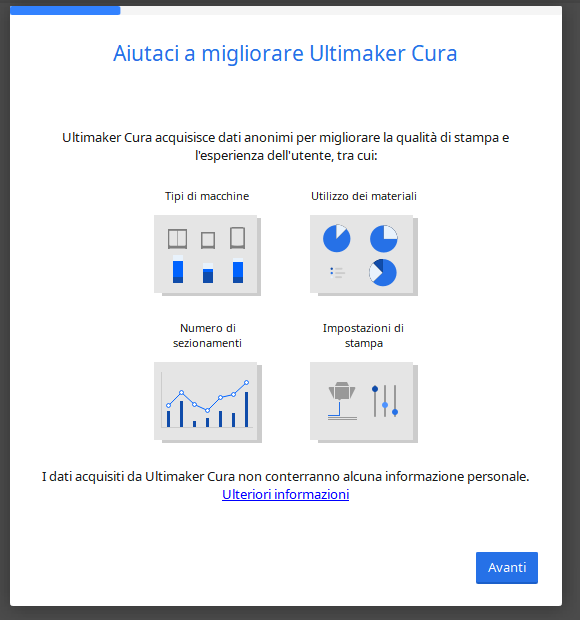 Aiutaci a migliorare Ultimaker Cura
Ultimaker Cura acquisisce dati anonimi per migliorare la qualità di stampa e
l'esperienza dell'utente, tra cui:
Tipi di macchine
Utilizzo dei materiali
Numero di
sezionamenti
Impostazioni di
stampa
I dati acquisiti da Ultimaker Cura non conterranno alcuna informazione personale.
Ulteriori informazioni
Avanti